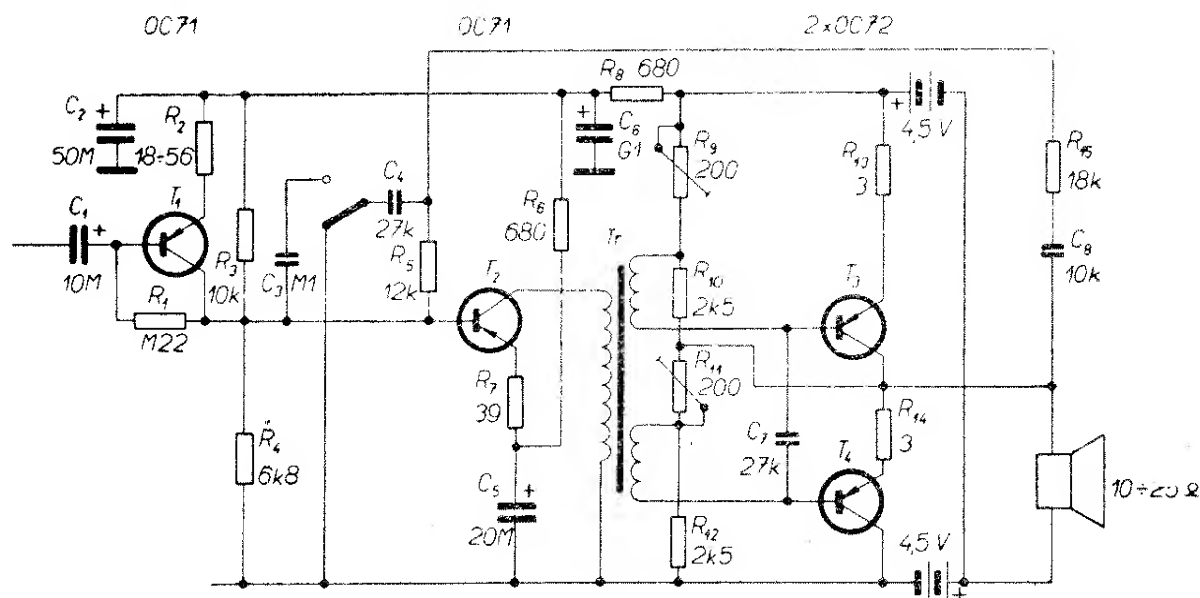 OC71
OC71
2×OC72
C2 +
50M
R2
18÷56
C1 +
10M
T1
R1
M22
R3
10k
C3 M1
C4
27k
R5
12k
R4
6k8
T2
R7
39
C5 +
20M
R6
680
+ C6
G1
R8 680
Tr
R9
200
R10
2k5
R11
200
R12
2k5
C7
27k
T3
T4
R13
3
R14
3
+
4,5 V
4,5 V
+
R15
18k
C8
10k